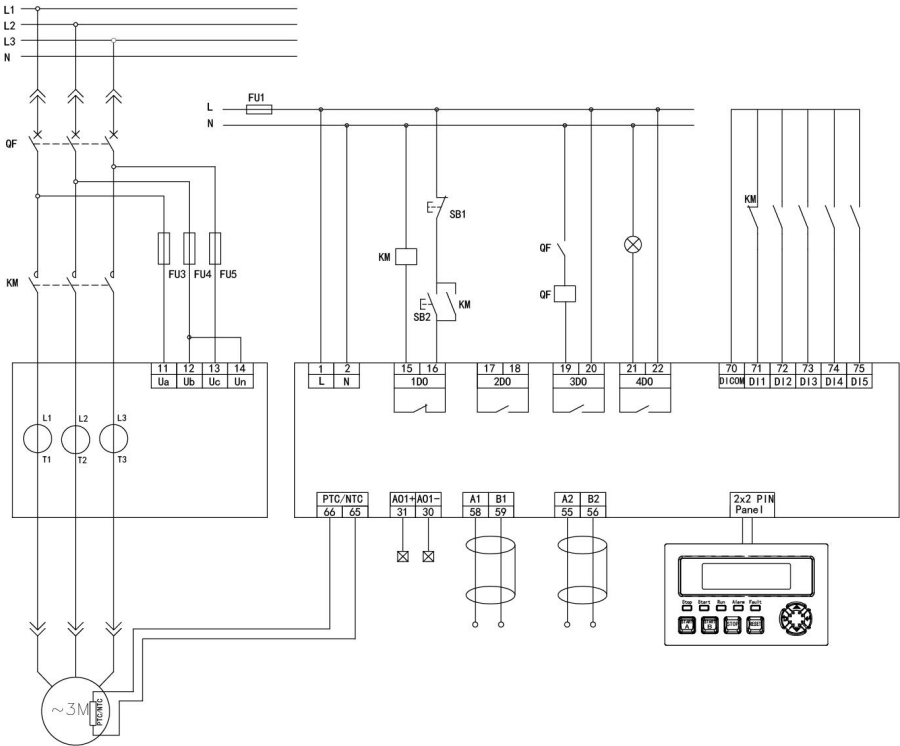 L1
L2
L3
N
FU1
L
N
QF
SB1
KM
QF
KM
FU3 FU4 FU5
KM
SB2
KM
QF
11 12 13 14
Ua Ub Uc Un
1 2 15 16 17 18 19 20 21 22 70 71 72 73 74 75
L N 1DO 2DO 3DO 4DO DICOM DI1 DI2 DI3 DI4 DI5
L1 L2 L3
T1 T2 T3
PTC/NTC AO1+ AO1- A1 B1 A2 B2 2x2 PIN
Panel
66 65 31 30 58 59 55 56
Stop Start Run Alarm Fault
START A START B STOP RESET
~3M
PTC/NTC